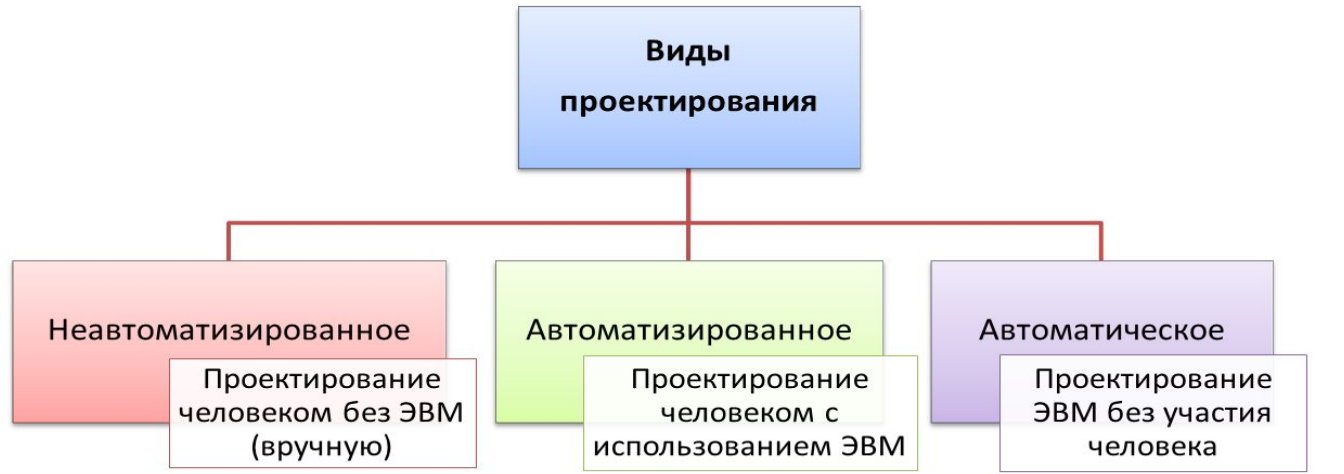 Виды
проектирования
Неавтоматизированное
Проектирование
человеком без ЭВМ
(вручную)
Автоматизированное
Проектирование
человеком с
использованием ЭВМ
Автоматическое
Проектирование
ЭВМ без участия
человека